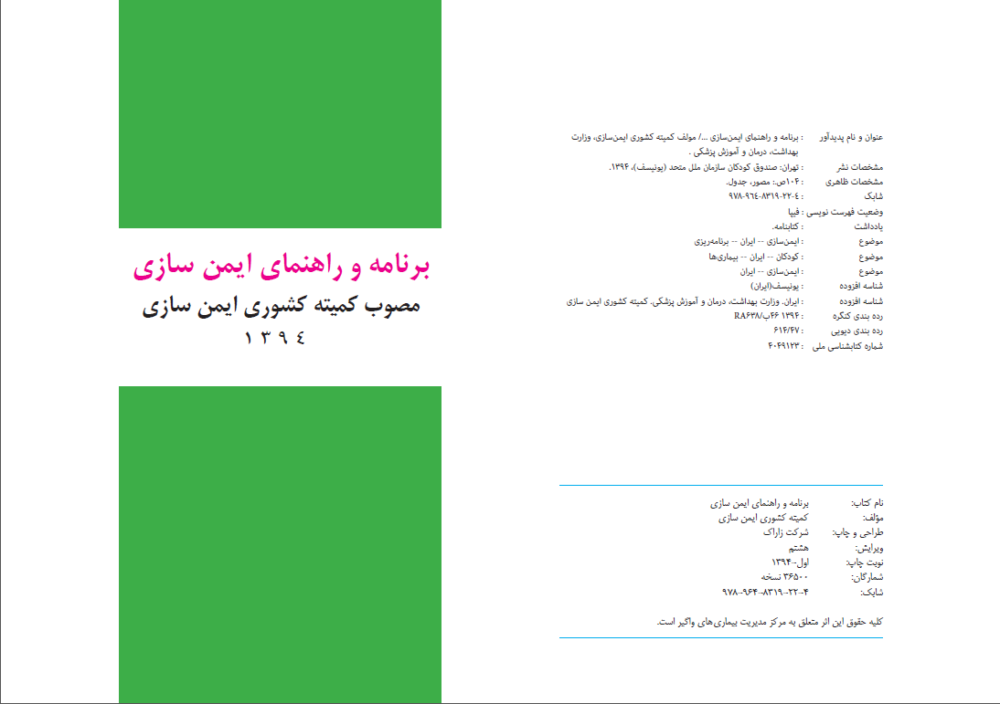 عنوان و نام پدیدآور : برنامه و راهنمای ایمن‌سازی .../ مولف کمیته کشوری ایمن‌سازی، وزارت
بهداشت، درمان و آموزش پزشکی .
مشخصات نشر : تهران: صندوق کودکان سازمان ملل متحد (یونیسف)، ۱۳۹۴.
مشخصات ظاهری : ۱۰۴ص.: مصور، جدول.
شابک : ۹۷۸-۹٦٤-۸۳۱۹-۲۲-٤
وضعیت فهرست نویسی : فیپا
یادداشت : کتابنامه.
موضوع : ایمن‌سازی -- ایران -- برنامه‌ریزی
موضوع : کودکان -- ایران -- بیماری‌ها
موضوع : ایمن‌سازی -- ایران
شناسه افزوده : یونیسف(ایران)
شناسه افزوده : ایران. وزارت بهداشت، درمان و آموزش پزشکی. کمیته کشوری ایمن سازی
رده بندی کنگره : ۱۳۹۴ ۴۶ب/RA۶۳۸
رده بندی دیویی : ۶۱۴/۴۷
شماره کتابشناسی ملی : ۴۰۴۹۱۲۳
نام کتاب: برنامه و راهنمای ایمن سازی
مؤلف: کمیته کشوری ایمن سازی
طراحی و چاپ: شرکت زاراک
ویرایش: هشتم
نوبت چاپ: اول-۱۳۹۴
شمارگان: ۳۶۵۰۰ نسخه
شابک: ۹۷۸-۹۶۴-۸۳۱۹-۲۲-۴
کلیه حقوق این اثر متعلق به مرکز مدیریت بیماری‌های واگیر است.
برنامه و راهنمای ایمن سازی
مصوب کمیته کشوری ایمن سازی
۱۳۹٤